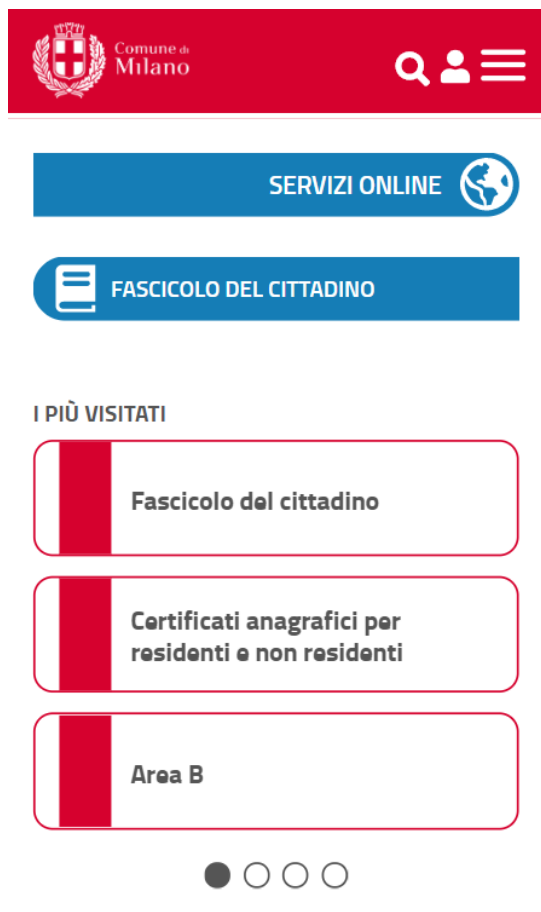 Comune di
Milano
SERVIZI ONLINE
FASCICOLO DEL CITTADINO
I PIÙ VISITATI
Fascicolo del cittadino
Certificati anagrafici per
residenti e non residenti
Area B